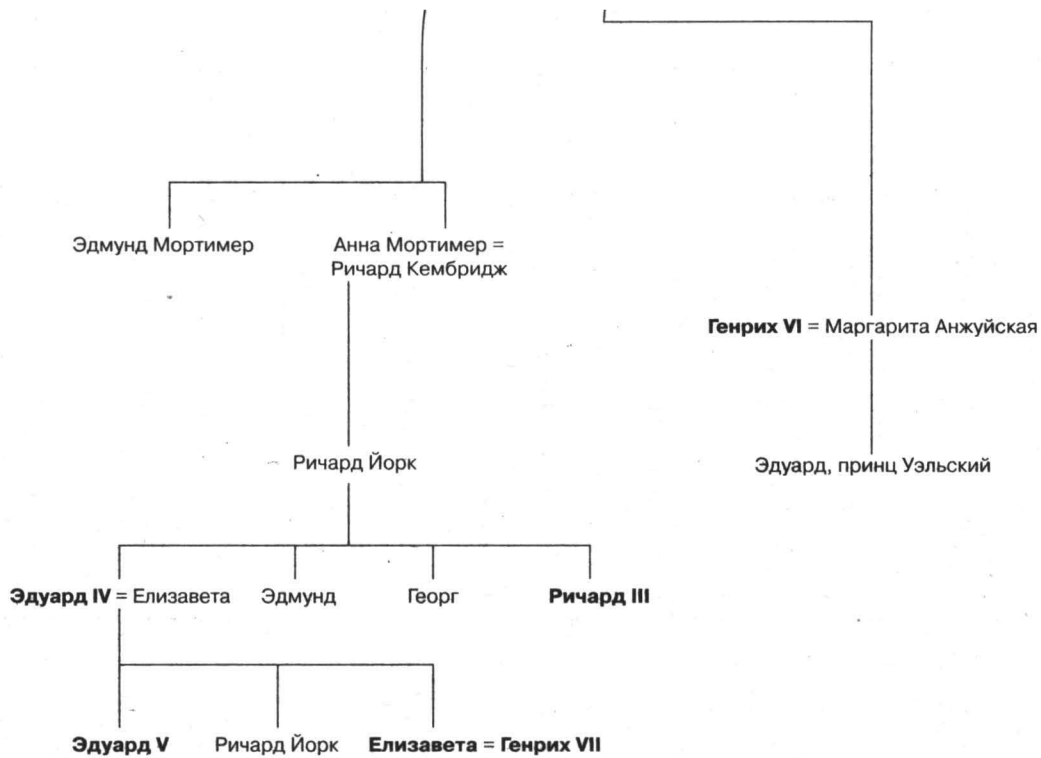 Эдмунд Мортимер
Анна Мортимер =
Ричард Кембридж
Генрих VI = Маргарита Анжуйская
Ричард Йорк
Эдуард, принц Уэльский
Эдуард IV = Елизавета
Эдмунд
Георг
Ричард III
Эдуард V
Ричард Йорк
Елизавета = Генрих VII